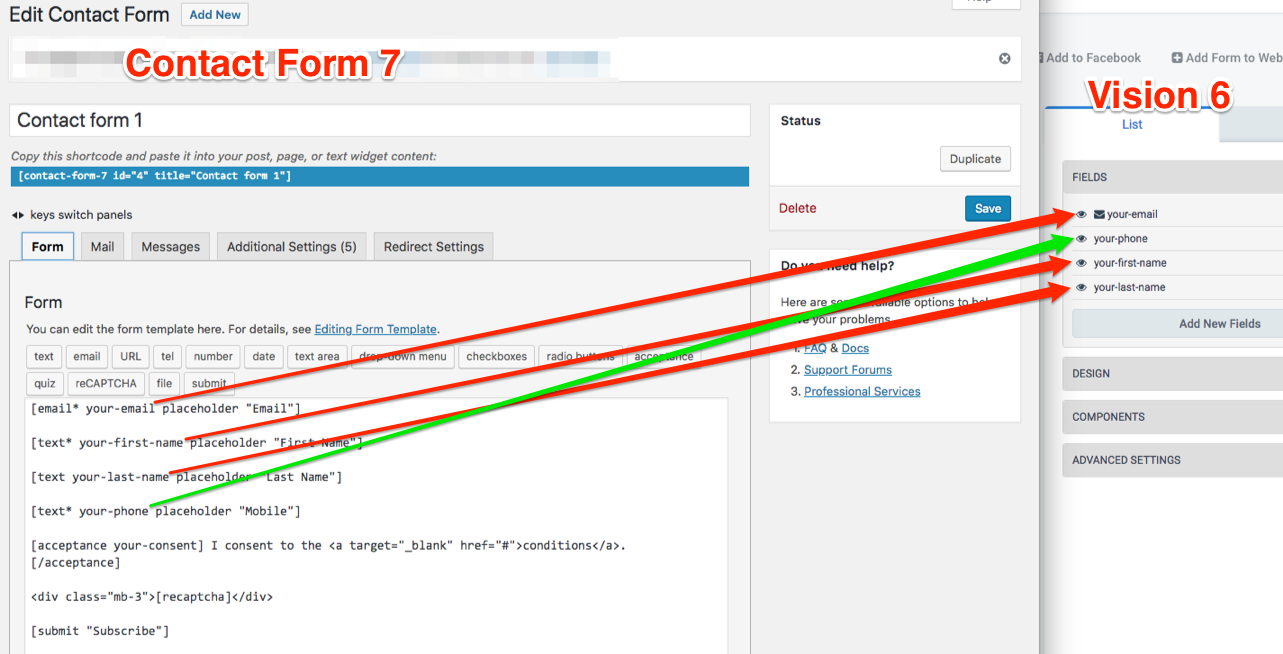 Edit Contact Form Add New
Contact Form 7
Contact form 1
Copy this shortcode and paste it into your post, page, or text widget content:
[contact-form-7 id="4" title="Contact form 1"]
keys switch panels
Form Mail Messages Additional Settings (5) Redirect Settings
Form
You can edit the form template here. For details, see Editing Form Template.
text email URL tel number date text area drop-down menu checkboxes radio buttons acceptance
quiz reCAPTCHA file submit
[email* your-email placeholder "Email"]
[text* your-first-name placeholder "First Name"]
[text your-last-name placeholder "Last Name"]
[text* your-phone placeholder "Mobile"]
[acceptance your-consent] I consent to the <a target="_blank" href="#">conditions</a>.
[/acceptance]
<div class="mb-3">[recaptcha]</div>
[submit "Subscribe"]
Status
Duplicate
Delete Save
Do you need help?
Here are some available options to help
your problems.
1. FAQ & Docs
2. Support Forums
3. Professional Services
Add to Facebook Add Form to Web
Vision 6
List
FIELDS
your-email
your-phone
your-first-name
your-last-name
Add New Fields
DESIGN
COMPONENTS
ADVANCED SETTINGS